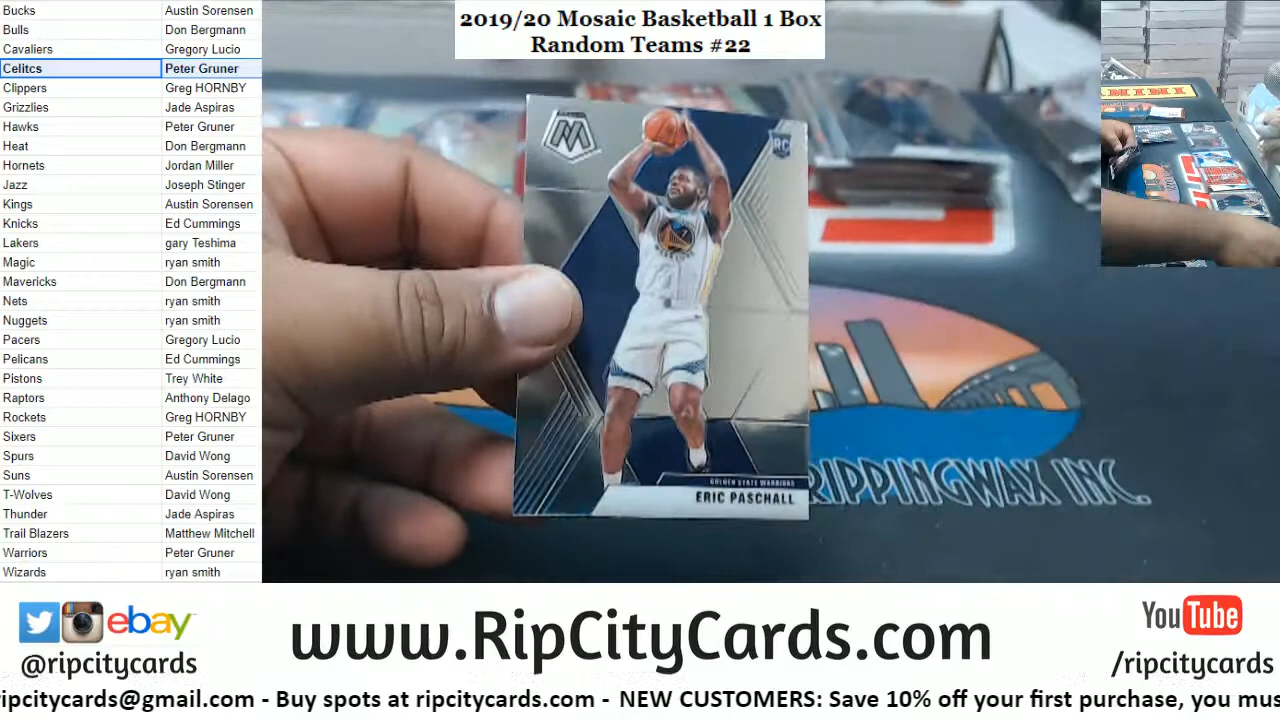 2019/20 Mosaic Basketball 1 Box
Random Teams #22
Bucks Austin Sorensen
Bulls Don Bergmann
Cavaliers Gregory Lucio
Celitcs Peter Gruner
Clippers Greg HORNBY
Grizzlies Jade Aspiras
Hawks Peter Gruner
Heat Don Bergmann
Hornets Jordan Miller
Jazz Joseph Stinger
Kings Austin Sorensen
Knicks Ed Cummings
Lakers gary Teshima
Magic ryan smith
Mavericks Don Bergmann
Nets ryan smith
Nuggets ryan smith
Pacers Gregory Lucio
Pelicans Ed Cummings
Pistons Trey White
Raptors Anthony Delago
Rockets Greg HORNBY
Sixers Peter Gruner
Spurs David Wong
Suns Austin Sorensen
T-Wolves David Wong
Thunder Jade Aspiras
Trail Blazers Matthew Mitchell
Warriors Peter Gruner
Wizards ryan smith
M
RC
GOLDEN STATE WARRIORS
ERIC PASCHALL
RIPPINGWAX INC.
PANINI
ebay
@ripcitycards
www.RipCityCards.com
YouTube
/ripcitycards
ripcitycards@gmail.com - Buy spots at ripcitycards.com - NEW CUSTOMERS: Save 10% off your first purchase, you mus